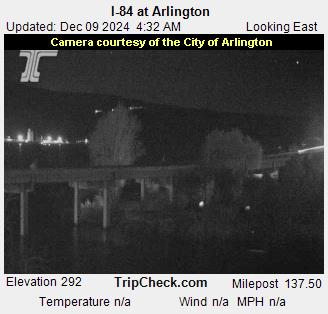 I-84 at Arlington
Updated: Dec 09 2024 4:32 AM Looking East
Camera courtesy of the City of Arlington
Elevation 292 TripCheck.com Milepost 137.50
Temperature n/a Wind n/a MPH n/a